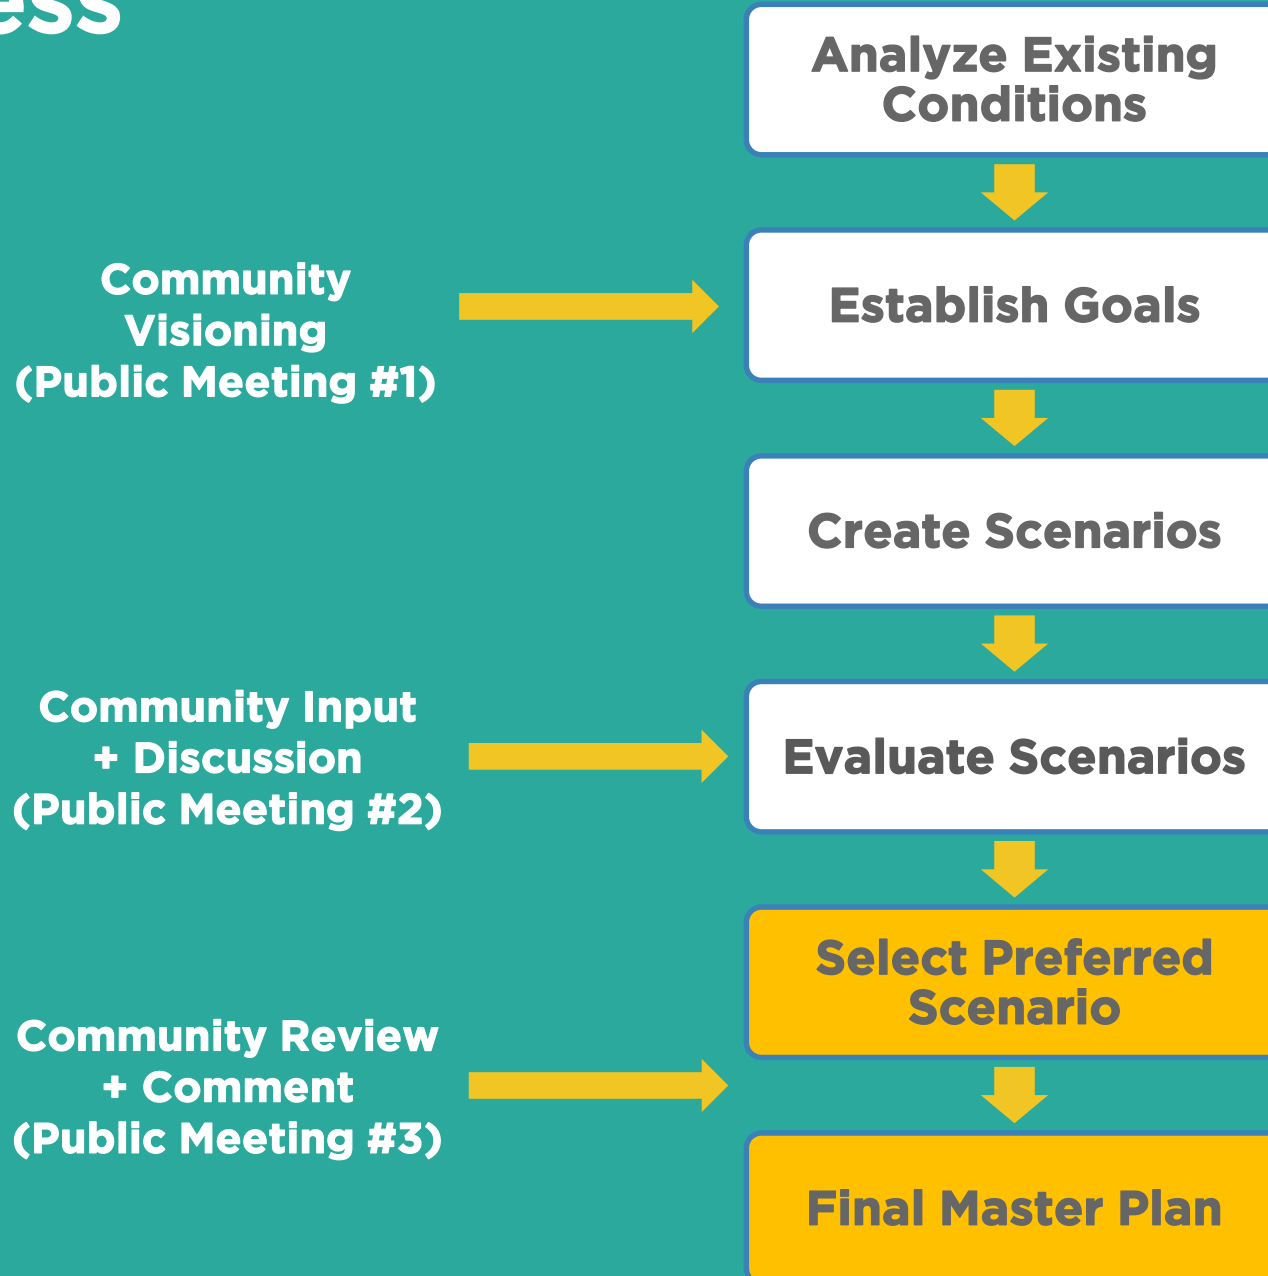 ess
Analyze Existing
Conditions
Community
Visioning
(Public Meeting #1)
Establish Goals
Create Scenarios
Community Input
+ Discussion
(Public Meeting #2)
Evaluate Scenarios
Select Preferred
Scenario
Community Review
+ Comment
(Public Meeting #3)
Final Master Plan